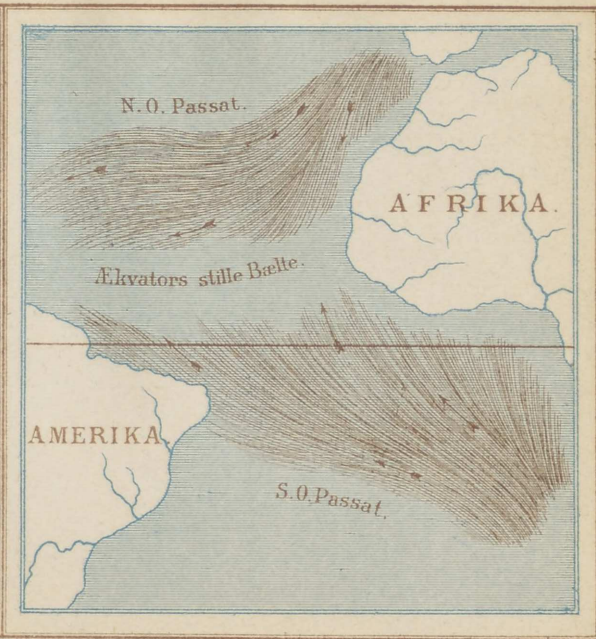 N.O. Passat.
AFRIKA.
Ækvators stille Bælte.
AMERIKA
S.O. Passat.